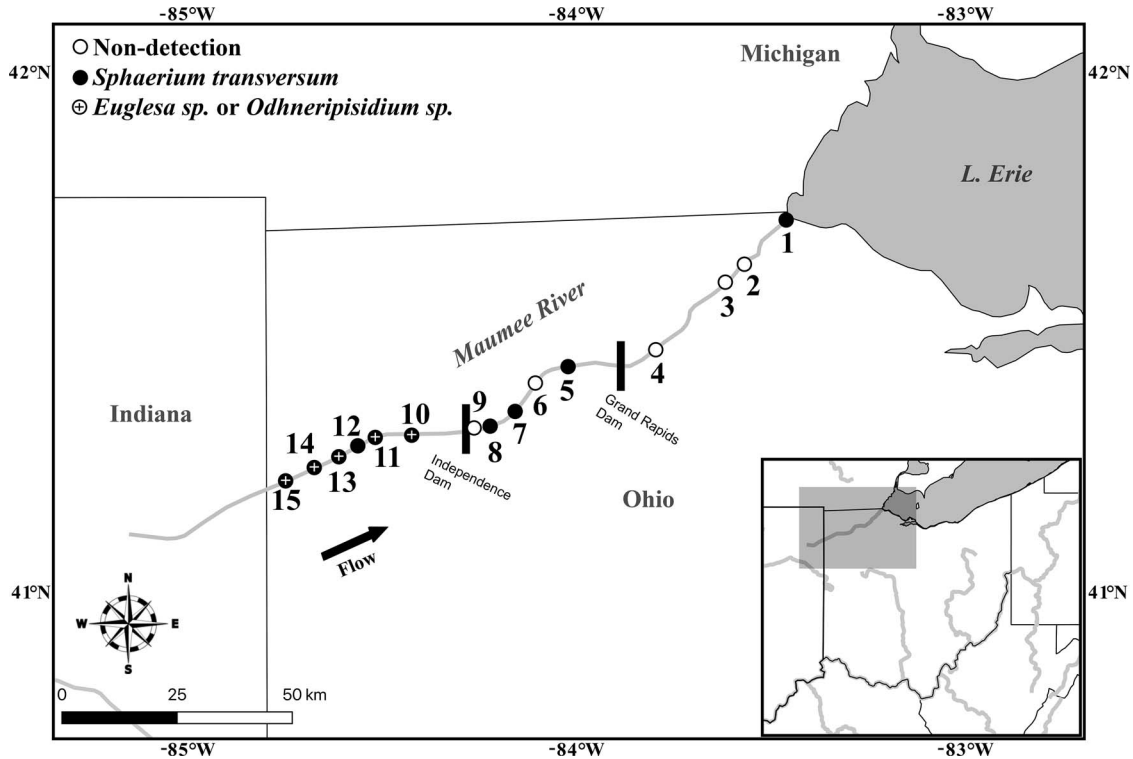 -85°W -84°W -83°W
Non-detection
Sphaerium transversum
Euglesa sp. or Odhneripisidium sp.
Michigan
42°N 42°N
L. Erie
1
2
3
Maumee River
4
5
Grand Rapids
Dam
6
7
8
9
Independence
Dam
10
11
12
13
14
15
Indiana
Ohio
Flow
41°N 41°N
N
W E
S
0 25 50 km
-85°W -84°W -83°W